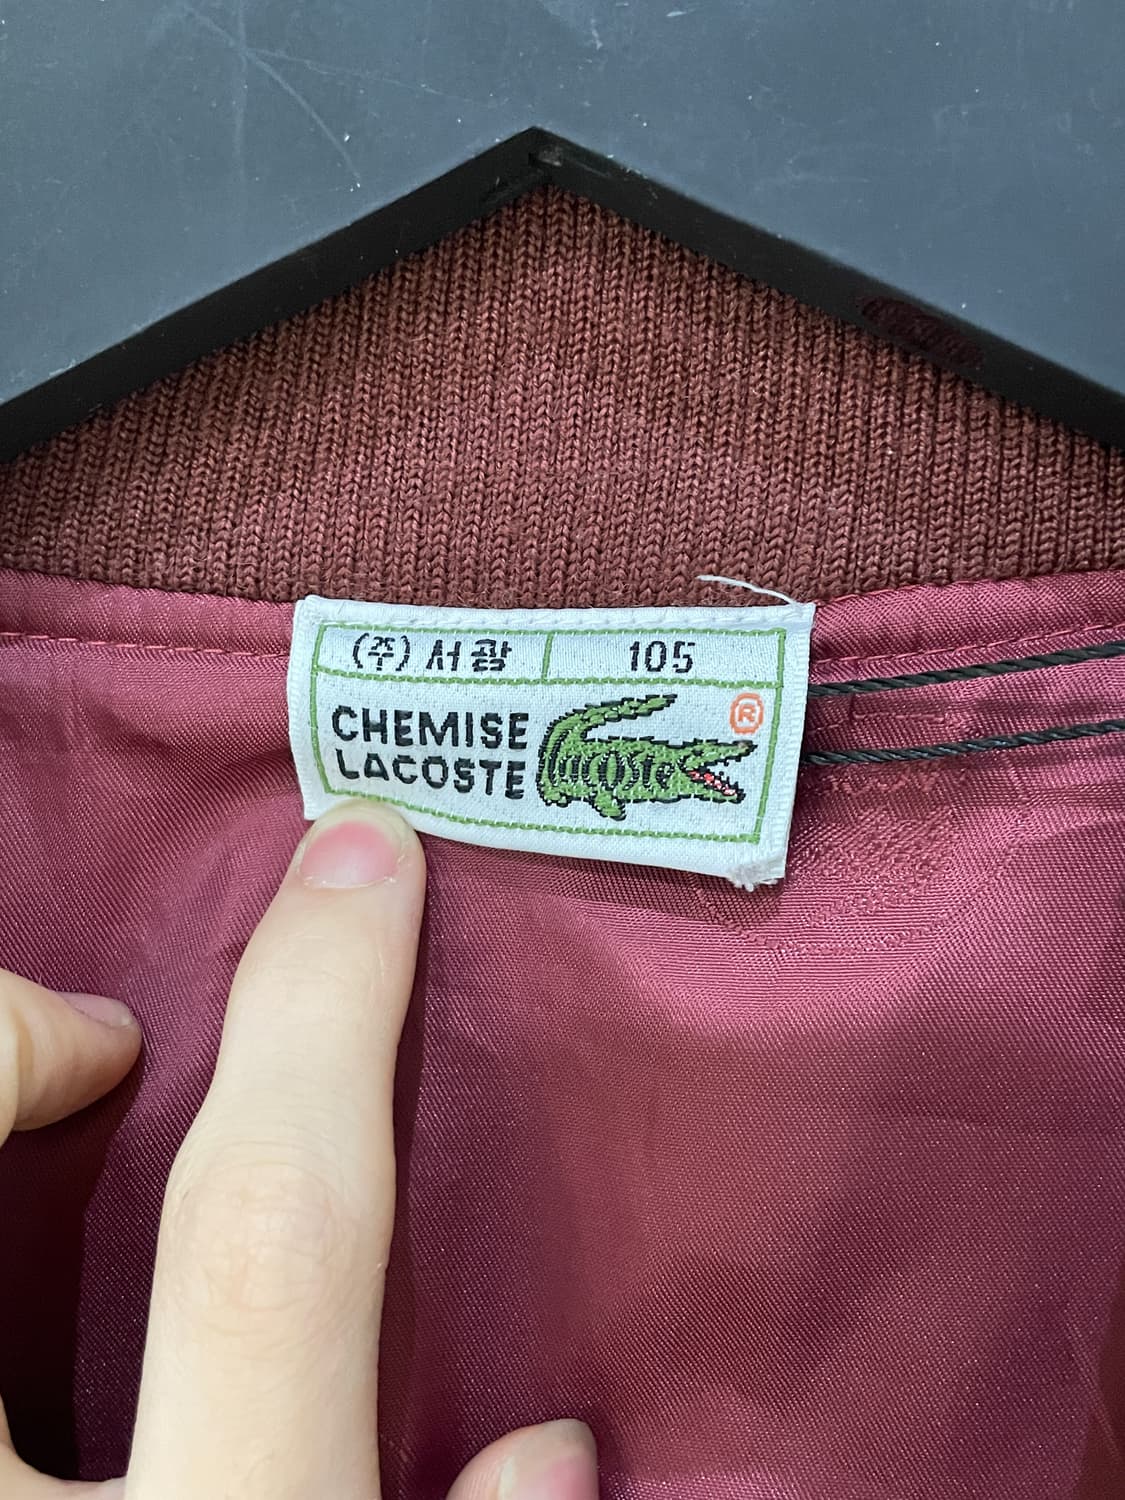 (주) 서광 105
CHEMISE
LACOSTE
Lacoste
®